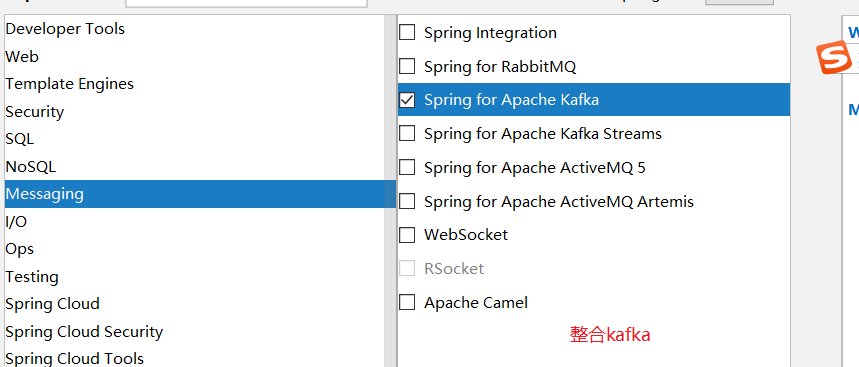 Developer Tools
Web
Template Engines
Security
SQL
NoSQL
Messaging
I/O
Ops
Testing
Spring Cloud
Spring Cloud Security
Spring Cloud Tools
Spring Integration
Spring for RabbitMQ
Spring for Apache Kafka
Spring for Apache Kafka Streams
Spring for Apache ActiveMQ 5
Spring for Apache ActiveMQ Artemis
WebSocket
RSocket
Apache Camel
整合kafka
S